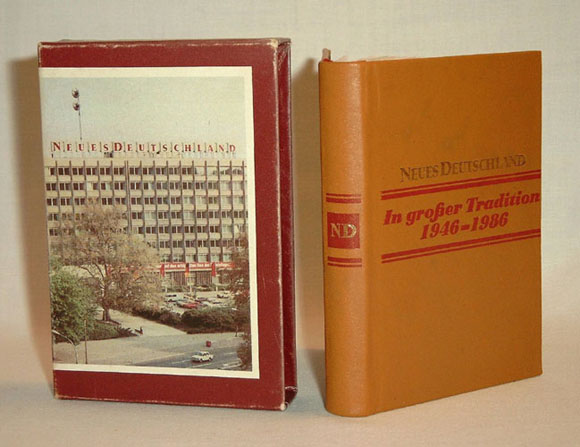 NEUES DEUTSCHLAND
NEUES DEUTSCHLAND
In großer Tradition
1946-1986
ND